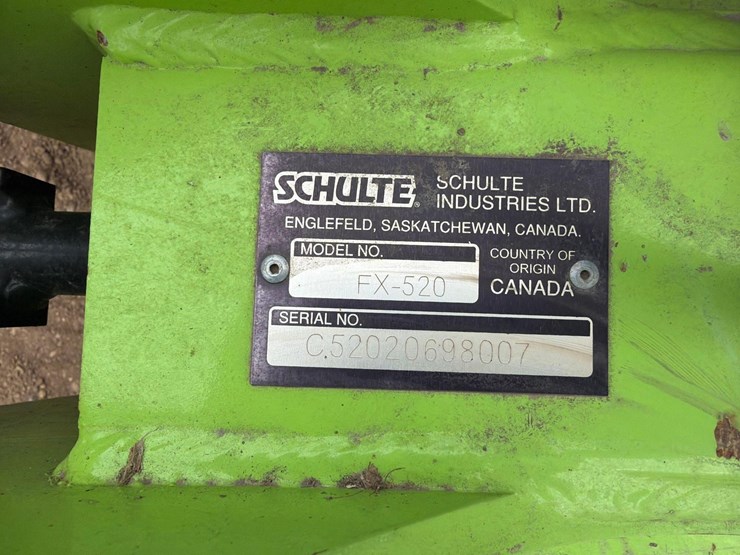 SCHULTE® SCHULTE
INDUSTRIES LTD.
ENGLEFELD, SASKATCHEWAN, CANADA.
MODEL NO.
FX-520
COUNTRY OF
ORIGIN
CANADA
SERIAL NO.
C52020698007